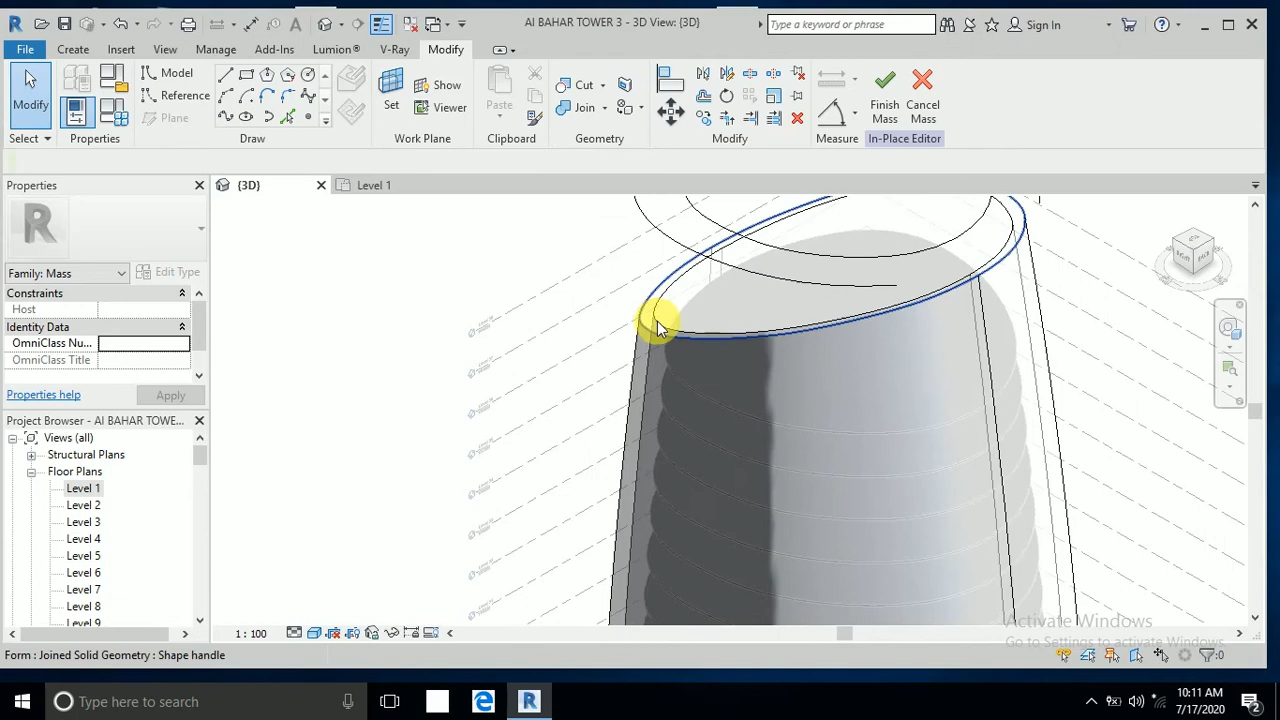 AI BAHAR TOWER 3 - 3D View: {3D}
Type a keyword or phrase
Sign In
File
Create
Insert
View
Manage
Add-Ins
Lumion®
V-Ray
Modify
Modify
Model
Reference
Plane
Set
Show
Viewer
Paste
Cut
Join
Finish
Mass
Cancel
Mass
Select
Properties
Draw
Work Plane
Clipboard
Geometry
Modify
Measure
In-Place Editor
Properties
{3D}
Level 1
Family: Mass
Edit Type
Constraints
Host
Identity Data
OmniClass Nu...
OmniClass Title
Properties help
Apply
Project Browser - AI BAHAR TOWE...
Views (all)
Structural Plans
Floor Plans
Level 1
Level 2
Level 3
Level 4
Level 5
Level 6
Level 7
Level 8
Level 9
1 : 100
Activate Windows
Go to Settings to activate Windows.
Form : Joined Solid Geometry : Shape handle
:0
Type here to search
10:11 AM
7/17/2020
2